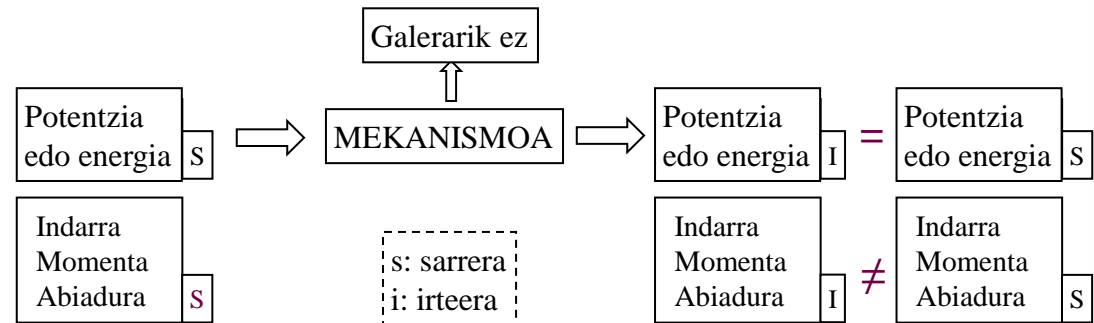 Galerarik ez
Potentzia
edo energia S
MEKANISMOA
Potentzia
edo energia I
=
Potentzia
edo energia S
Indarra
Momenta
Abiadura S
s: sarrera
i: irteera
Indarra
Momenta
Abiadura I
≠
Indarra
Momenta
Abiadura S